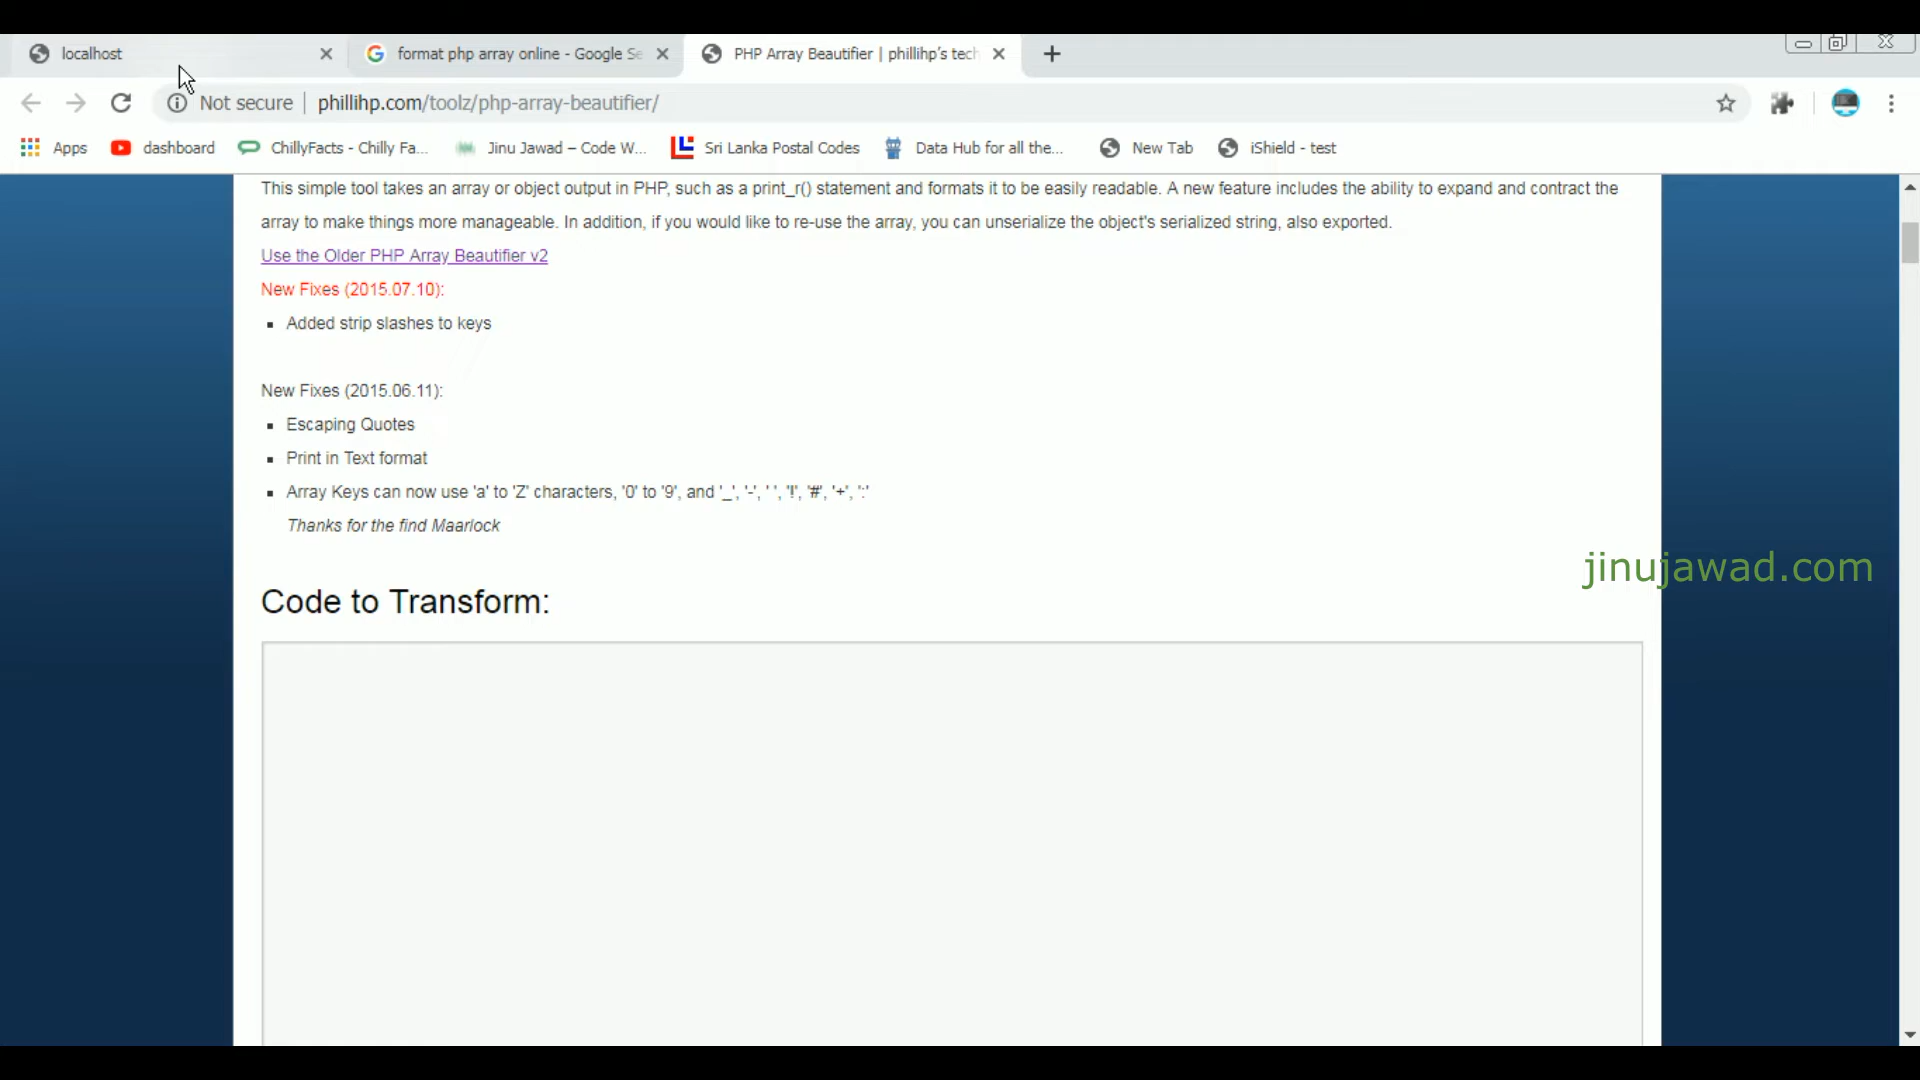 localhost
format php array online - Google Se
PHP Array Beautifier | phillihp's tech
Not secure
phillihp.com/toolz/php-array-beautifier/
Apps
dashboard
ChillyFacts - Chilly Fa...
Jinu Jawad – Code W...
Sri Lanka Postal Codes
Data Hub for all the...
New Tab
iShield - test
This simple tool takes an array or object output in PHP, such as a print_r() statement and formats it to be easily readable. A new feature includes the ability to expand and contract the
array to make things more manageable. In addition, if you would like to re-use the array, you can unserialize the object's serialized string, also exported.
Use the Older PHP Array Beautifier v2
New Fixes (2015.07.10):
Added strip slashes to keys
New Fixes (2015.06.11):
Escaping Quotes
Print in Text format
Array Keys can now use 'a' to 'Z' characters, '0' to '9', and '_', '-', ' ', '!', '#', '+', ':'
Thanks for the find Maarlock
jinujawad.com
Code to Transform: